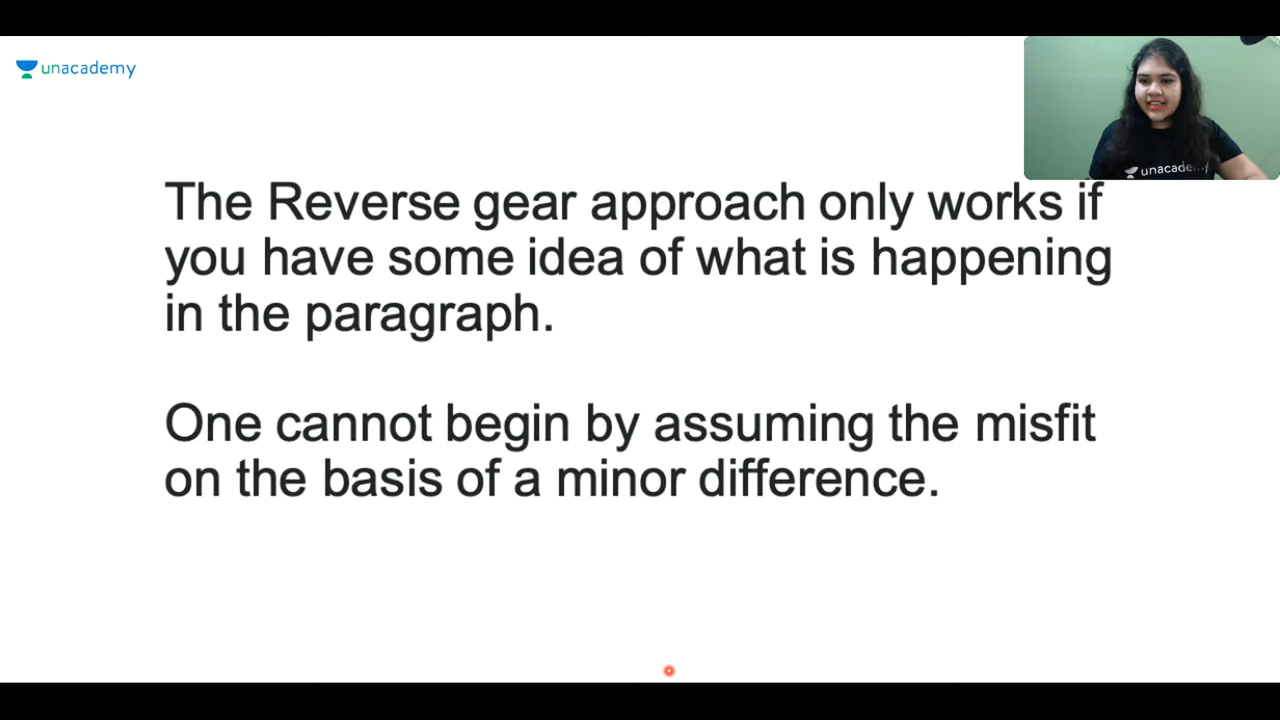 unacademy
unacademy
The Reverse gear approach only works if
you have some idea of what is happening
in the paragraph.
One cannot begin by assuming the misfit
on the basis of a minor difference.